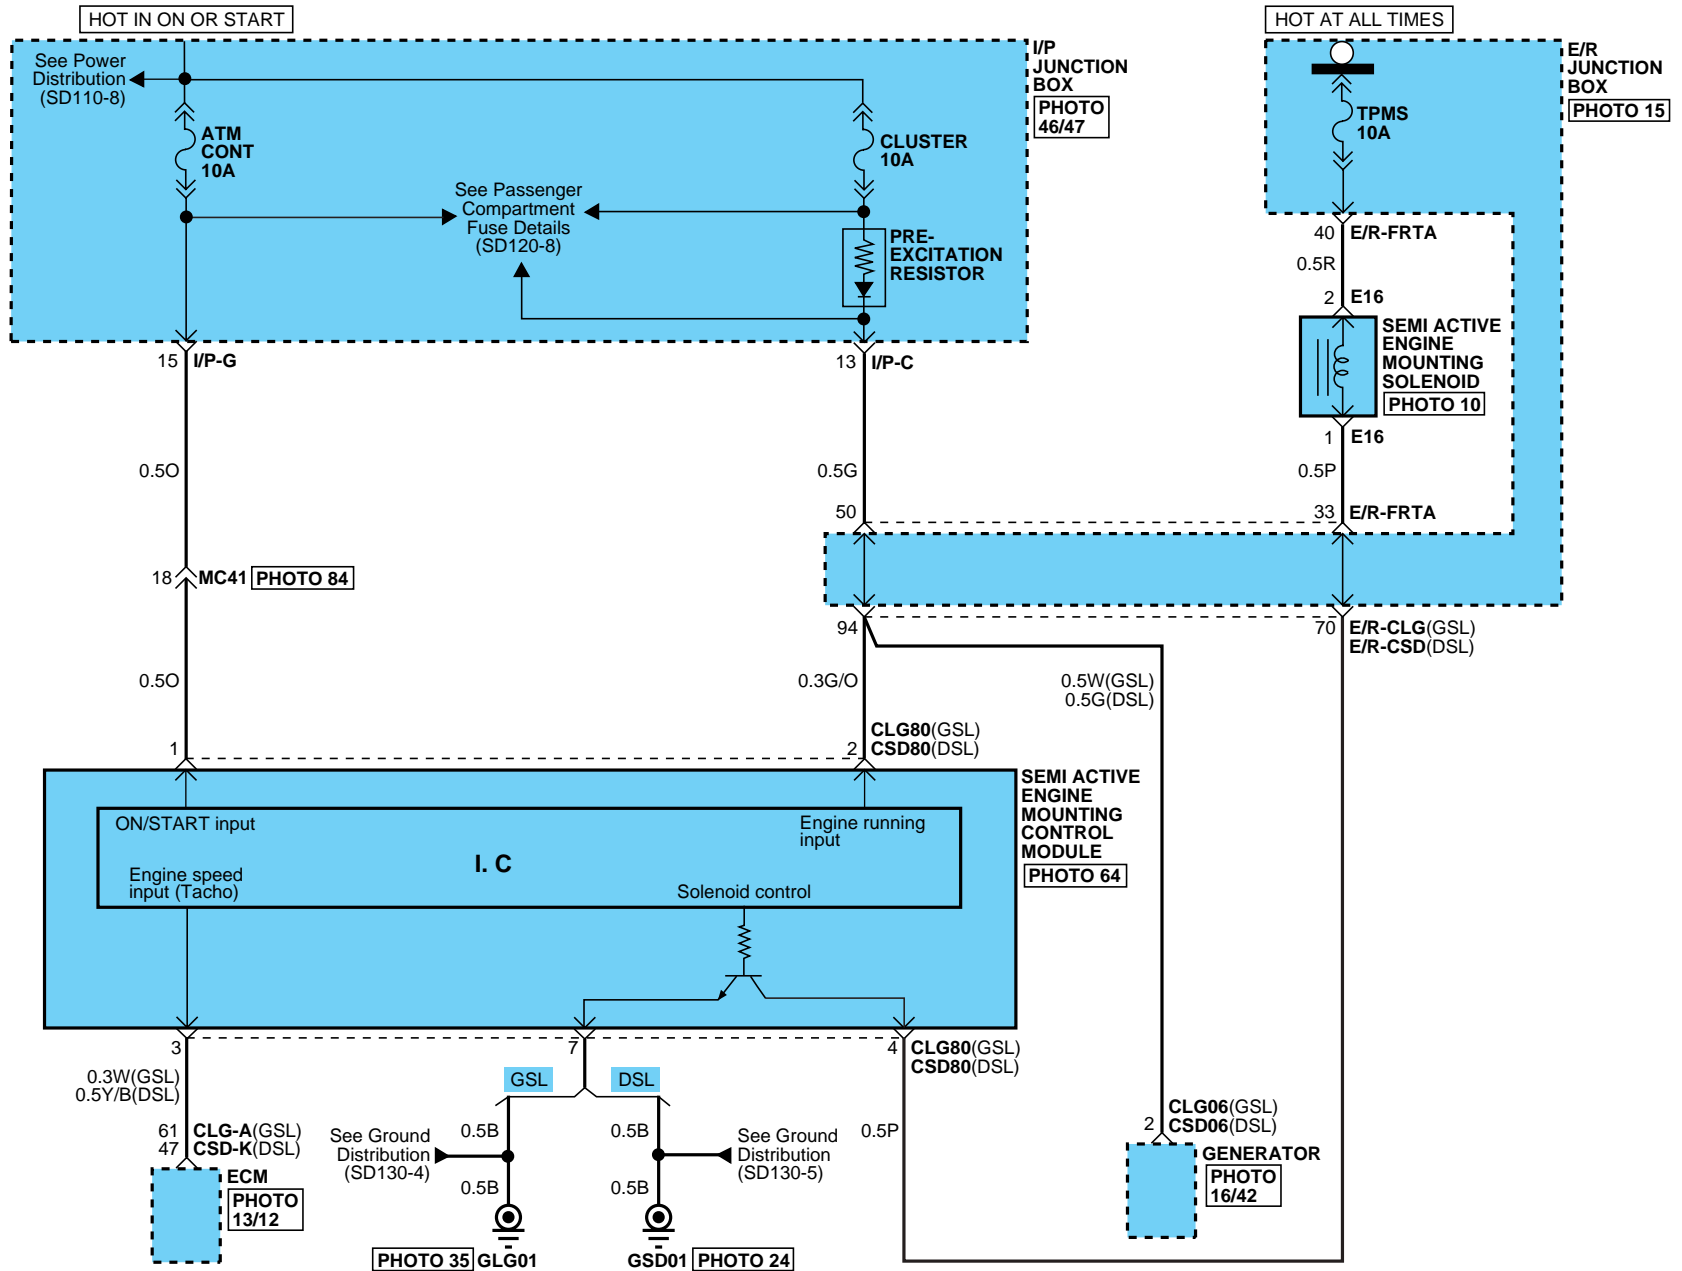 HOT IN ON OR START
HOT AT ALL TIMES
See Power
Distribution
(SD110-8)
ATM
CONT
10A
See Passenger
Compartment
Fuse Details
(SD120-8)
CLUSTER
10A
PRE-
EXCITATION
RESISTOR
I/P
JUNCTION
BOX
PHOTO
46/47
TPMS
10A
E/R
JUNCTION
BOX
PHOTO 15
40 E/R-FRTA
0.5R
2 E16
SEMI ACTIVE
ENGINE
MOUNTING
SOLENOID
PHOTO 10
1 E16
0.5P
33 E/R-FRTA
15 I/P-G
13 I/P-C
0.5O
0.5G
50
18 MC41 PHOTO 84
94
70 E/R-CLG(GSL)
E/R-CSD(DSL)
0.5O
0.3G/O
0.5W(GSL)
0.5G(DSL)
1
2 CLG80(GSL)
CSD80(DSL)
SEMI ACTIVE
ENGINE
MOUNTING
CONTROL
MODULE
PHOTO 64
ON/START input
Engine running
input
I. C
Engine speed
input (Tacho)
Solenoid control
3
7
4 CLG80(GSL)
CSD80(DSL)
0.3W(GSL)
0.5Y/B(DSL)
GSL
DSL
61 CLG-A(GSL)
47 CSD-K(DSL)
ECM
PHOTO
13/12
See Ground
Distribution
(SD130-4)
0.5B
0.5B
0.5B
0.5B
See Ground
Distribution
(SD130-5)
0.5P
PHOTO 35 GLG01
GSD01 PHOTO 24
2 CLG06(GSL)
CSD06(DSL)
GENERATOR
PHOTO
16/42